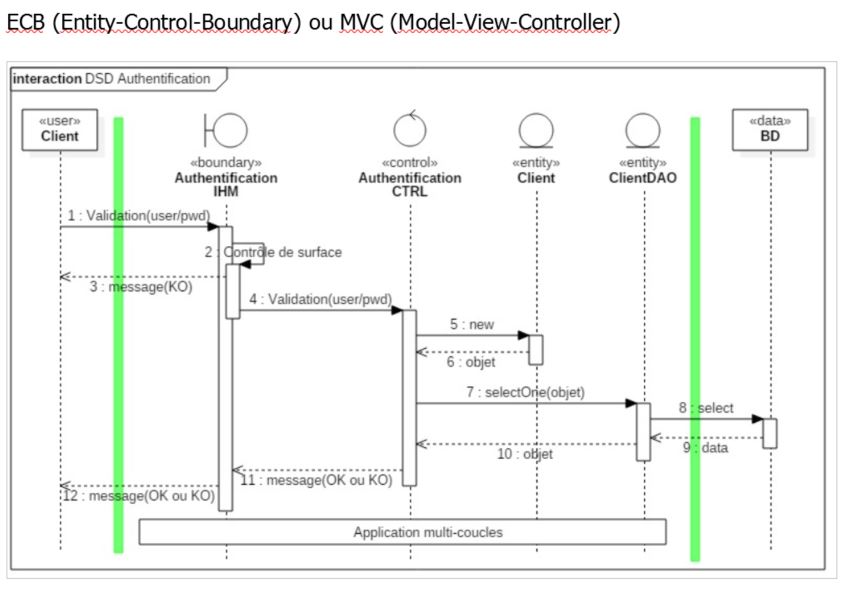 ECB (Entity-Control-Boundary) ou MVC (Model-View-Controller)
interaction DSD Authentification
«user»
Client
«boundary»
Authentification
IHM
«control»
Authentification
CTRL
«entity»
Client
«entity»
ClientDAO
«data»
BD
1 : Validation(user/pwd)
2 : Contrôle de surface
3 : message(KO)
4 : Validation(user/pwd)
5 : new
6 : objet
7 : selectOne(objet)
8 : select
9 : data
10 : objet
11 : message(OK ou KO)
12 : message(OK ou KO)
Application multi-coucles